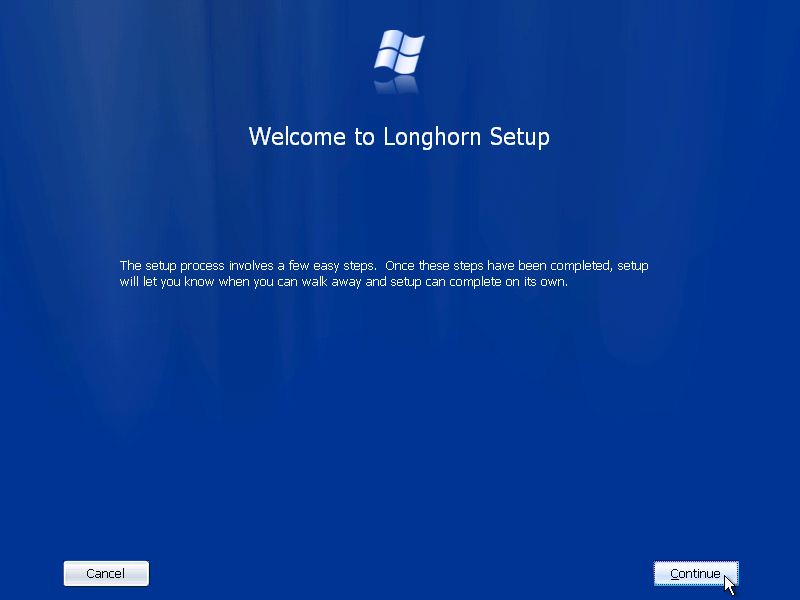 Welcome to Longhorn Setup
The setup process involves a few easy steps.  Once these steps have been completed, setup
will let you know when you can walk away and setup can complete on its own.
Cancel
Continue